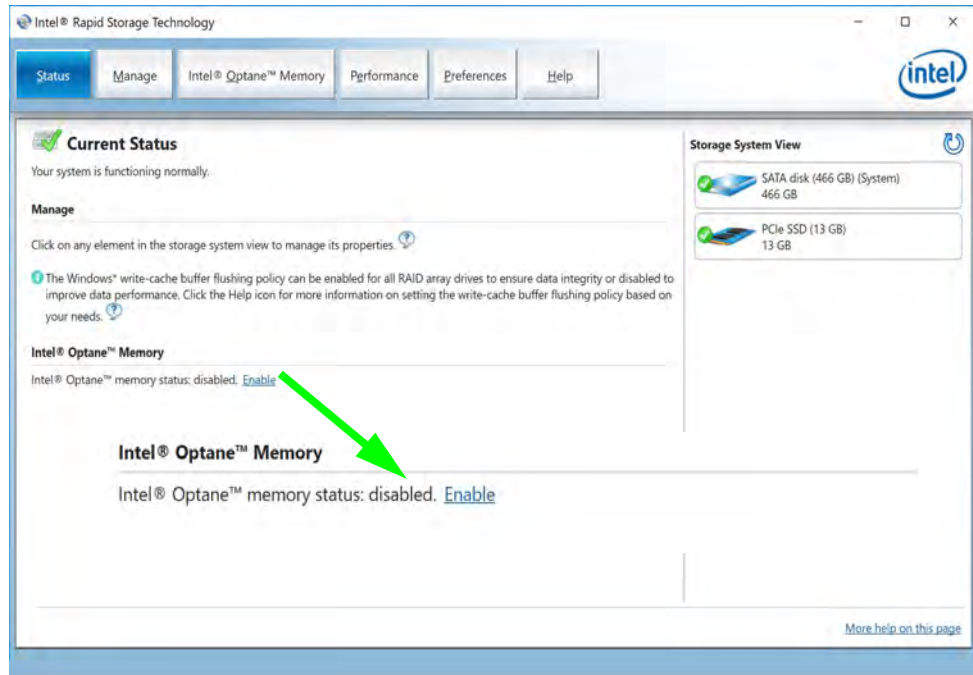 Intel® Rapid Storage Technology
Status
Manage
Intel® Optane™ Memory
Performance
Preferences
Help
intel
Current Status
Your system is functioning normally.
Manage
Click on any element in the storage system view to manage its properties. ?
The Windows* write-cache buffer flushing policy can be enabled for all RAID array drives to ensure data integrity or disabled to
improve data performance. Click the Help icon for more information on setting the write-cache buffer flushing policy based on
your needs. ?
Intel® Optane™ Memory
Intel® Optane™ memory status: disabled. Enable
Intel® Optane™ Memory
Intel® Optane™ memory status: disabled. Enable
Storage System View
SATA disk (466 GB) (System)
466 GB
PCIe SSD (13 GB)
13 GB
More help on this page